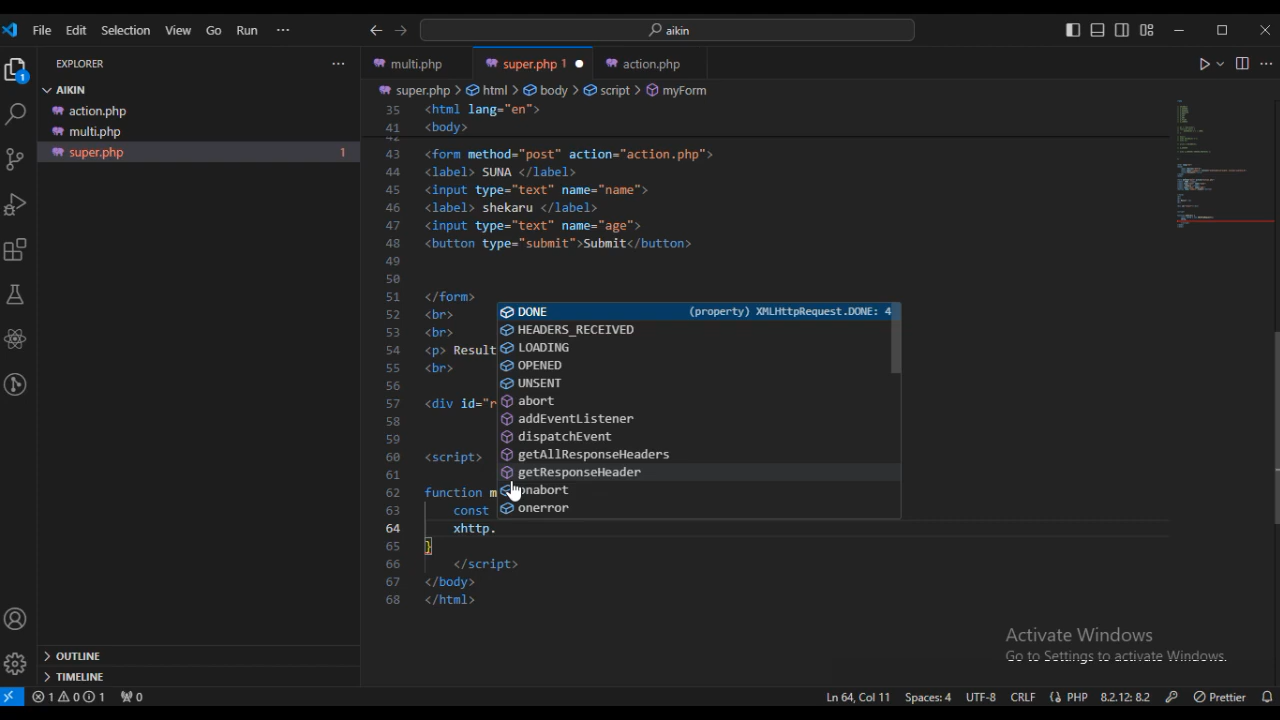 File Edit Selection View Go Run ··· aikin
EXPLORER ···
AIKIN
action.php
multi.php
super.php 1
OUTLINE
TIMELINE
multi.php super.php 1 action.php
super.php > html > body > script > myForm
35 <html lang="en">
41 <body>
43 <form method="post" action="action.php">
44 <label> SUNA </label>
45 <input type="text" name="name">
46 <label> shekaru </label>
47 <input type="text" name="age">
48 <button type="submit">Submit</button>
49
50
51 </form>
52 <br>
53 <br>
54 <p> Result
55 <br>
56
57 <div id="r
58
59
60 <script>
61
62 function m
63 const
64 xhttp.
65 }
66 </script>
67 </body>
68 </html>
DONE (property) XMLHttpRequest.DONE: 4
HEADERS_RECEIVED
LOADING
OPENED
UNSENT
abort
addEventListener
dispatchEvent
getAllResponseHeaders
getResponseHeader
onabort
onerror
Activate Windows
Go to Settings to activate Windows.
1 0 1 0 Ln 64, Col 11 Spaces: 4 UTF-8 CRLF {} PHP 8.2.12: 8.2 Prettier